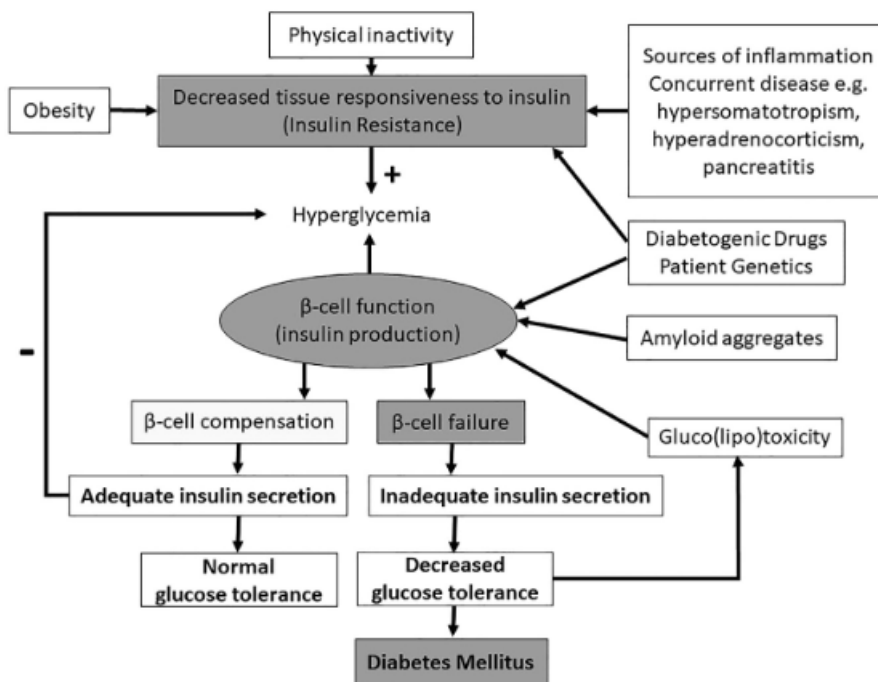 Physical inactivity
Obesity
Decreased tissue responsiveness to insulin
(Insulin Resistance)
Sources of inflammation
Concurrent disease e.g.
hypersomatotropism,
hyperadrenocorticism,
pancreatitis
+
Hyperglycemia
Diabetogenic Drugs
Patient Genetics
β-cell function
(insulin production)
Amyloid aggregates
-
β-cell compensation
β-cell failure
Gluco(lipo)toxicity
Adequate insulin secretion
Inadequate insulin secretion
Normal
glucose tolerance
Decreased
glucose tolerance
Diabetes Mellitus